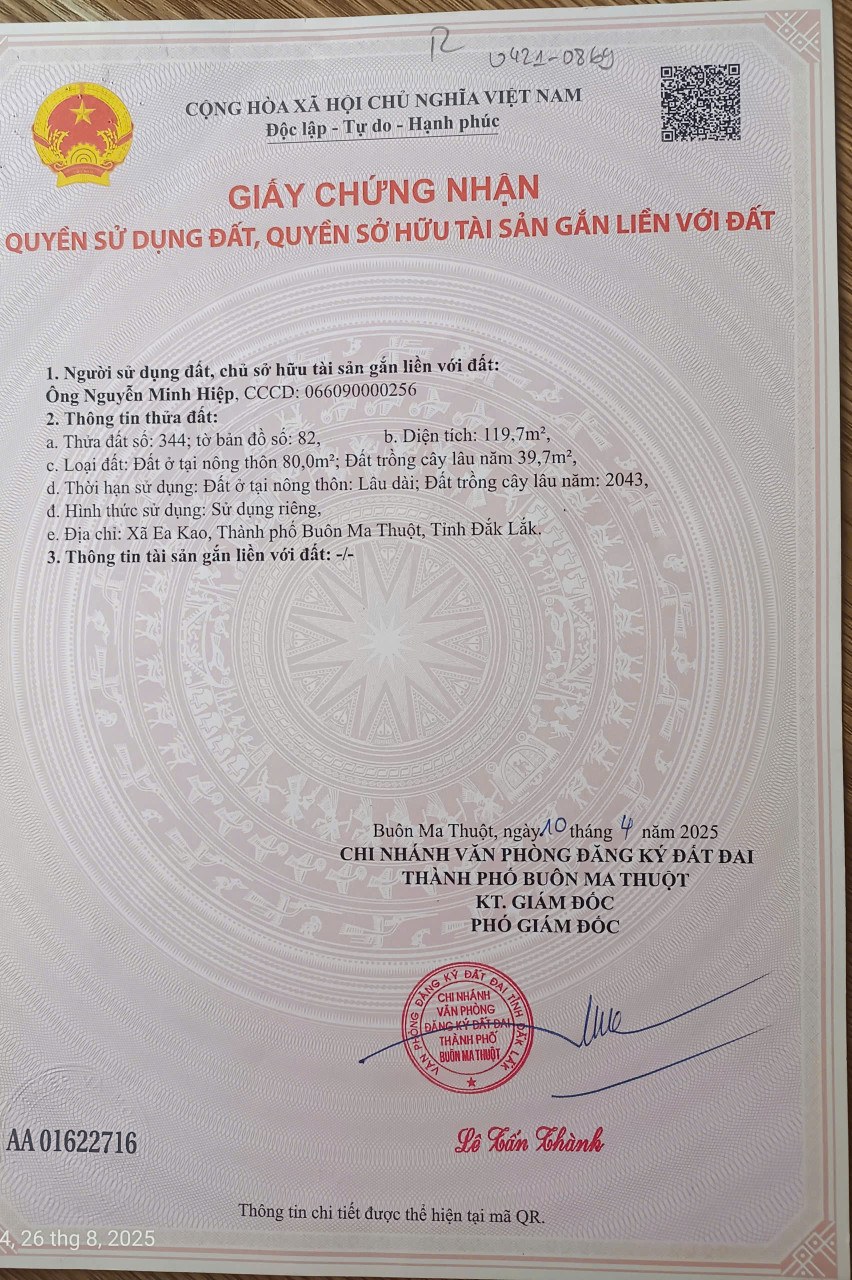 0421-0869
CỘNG HÒA XÃ HỘI CHỦ NGHĨA VIỆT NAM
Độc lập - Tự do - Hạnh phúc
GIẤY CHỨNG NHẬN
QUYỀN SỬ DỤNG ĐẤT, QUYỀN SỞ HỮU TÀI SẢN GẮN LIỀN VỚI ĐẤT
1. Người sử dụng đất, chủ sở hữu tài sản gắn liền với đất:
Ông Nguyễn Minh Hiệp, CCCD: 066090000256
2. Thông tin thửa đất:
a. Thửa đất số: 344; tờ bản đồ số: 82, b. Diện tích: 119,7m²,
c. Loại đất: Đất ở tại nông thôn 80,0m²; Đất trồng cây lâu năm 39,7m²,
d. Thời hạn sử dụng: Đất ở tại nông thôn: Lâu dài; Đất trồng cây lâu năm: 2043,
đ. Hình thức sử dụng: Sử dụng riêng,
e. Địa chỉ: Xã Ea Kao, Thành phố Buôn Ma Thuột, Tỉnh Đắk Lắk.
3. Thông tin tài sản gắn liền với đất: -/-
Buôn Ma Thuột, ngày 10 tháng 4 năm 2025
CHI NHÁNH VĂN PHÒNG ĐĂNG KÝ ĐẤT ĐAI
THÀNH PHỐ BUÔN MA THUỘT
KT. GIÁM ĐỐC
PHÓ GIÁM ĐỐC
VĂN PHÒNG ĐĂNG KÝ ĐẤT ĐAI TỈNH ĐẮK LẮK
CHI NHÁNH
VĂN PHÒNG
ĐĂNG KÝ ĐẤT ĐAI
THÀNH PHỐ
BUÔN MA THUỘT
AA 01622716
Lê Tấn Thành
Thông tin chi tiết được thể hiện tại mã QR.
4, 26 thg 8, 2025